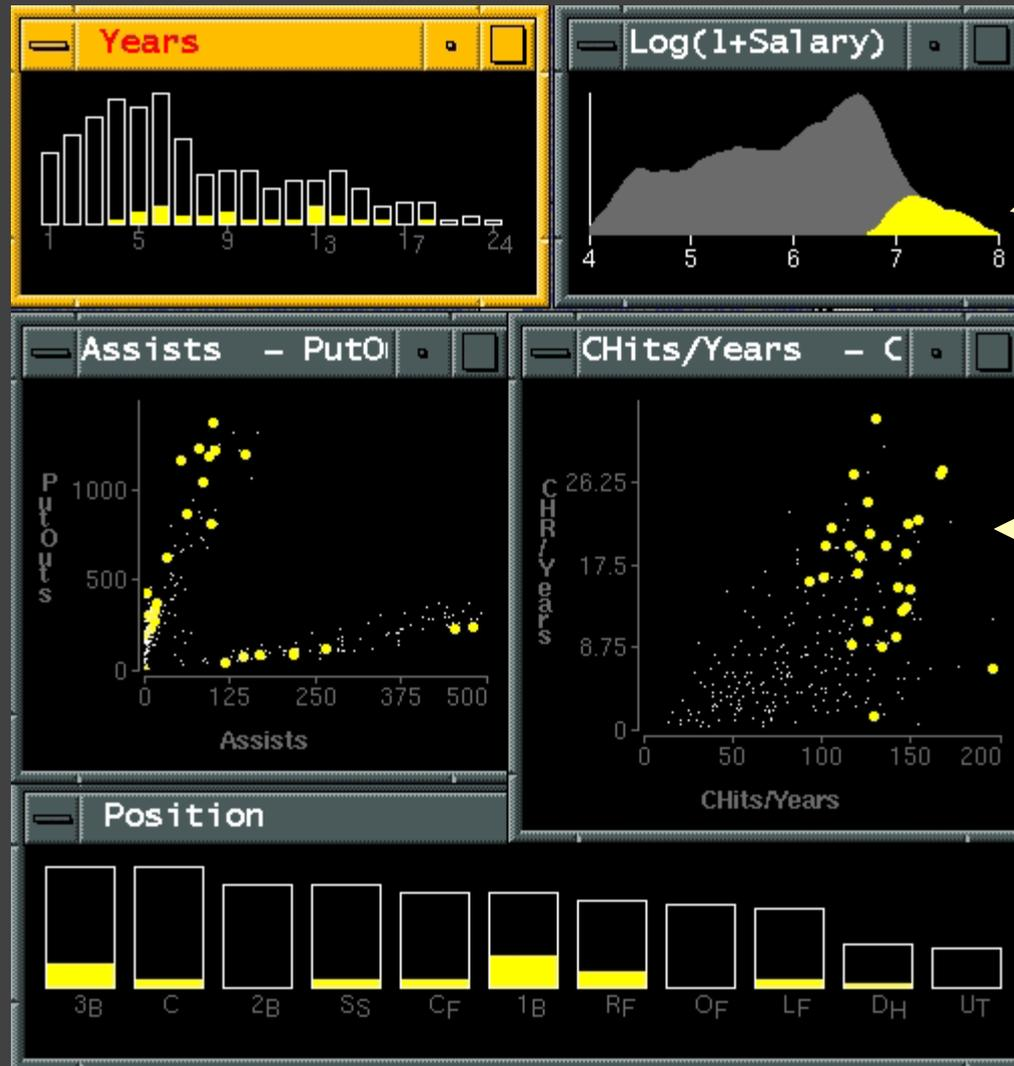 Years
1 5 9 13 17 24
Log(1+Salary)
4 5 6 7 8
Assists - PutO
PutOuts
1000
500
0
0 125 250 375 500
Assists
CHits/Years - C
CHR/Years
26.25
17.5
8.75
0
0 50 100 150 200
CHits/Years
Position
3B C 2B SS CF 1B RF OF LF DH UT